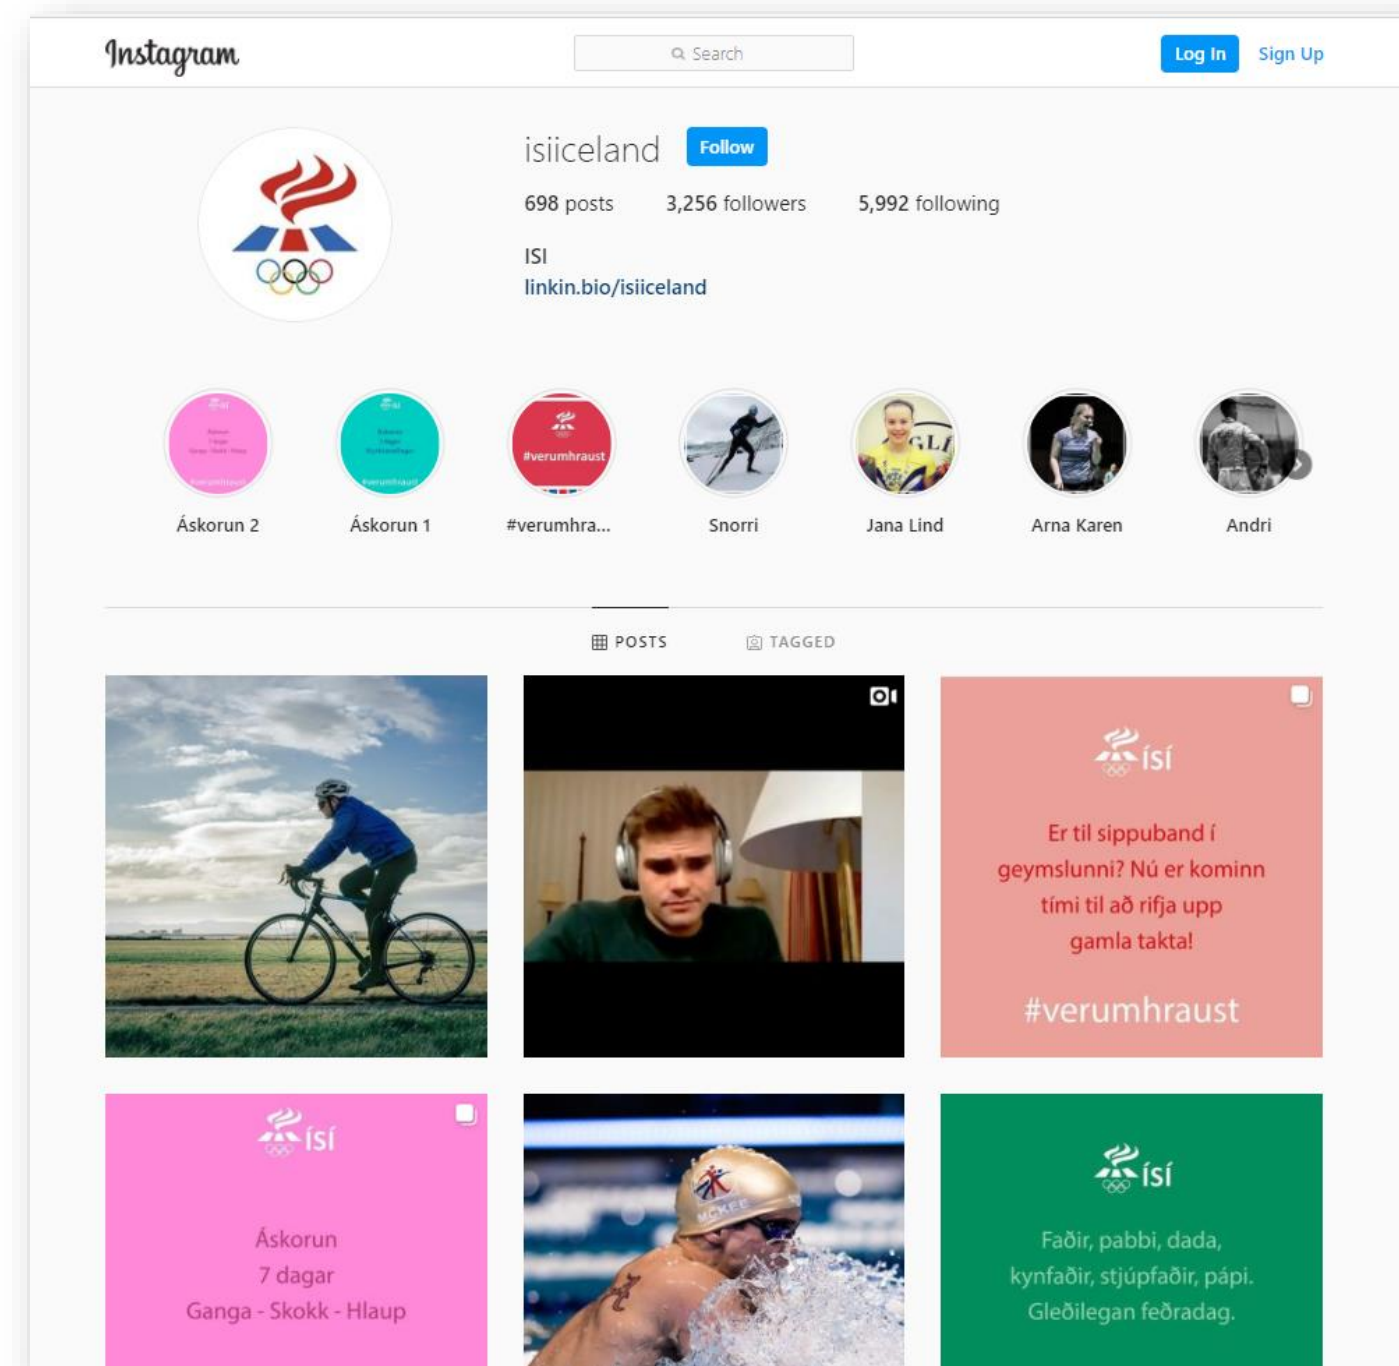 Instagram
Search
Log In
Sign Up
isiiceland
Follow
698 posts
3,256 followers
5,992 following
ISI
linkin.bio/isiiceland
#verumhraust
GLÍ
Áskorun 2
Áskorun 1
#verumhra...
Snorri
Jana Lind
Arna Karen
Andri
POSTS
TAGGED
ísí
Er til sippuband í
geymslunni? Nú er kominn
tími til að rifja upp
gamla takta!
#verumhraust
ísí
Áskorun
7 dagar
Ganga - Skokk - Hlaup
MCKEE
ísí
Faðir, pabbi, dada,
kynfaðir, stjúpfaðir, pápi.
Gleðilegan feðradag.